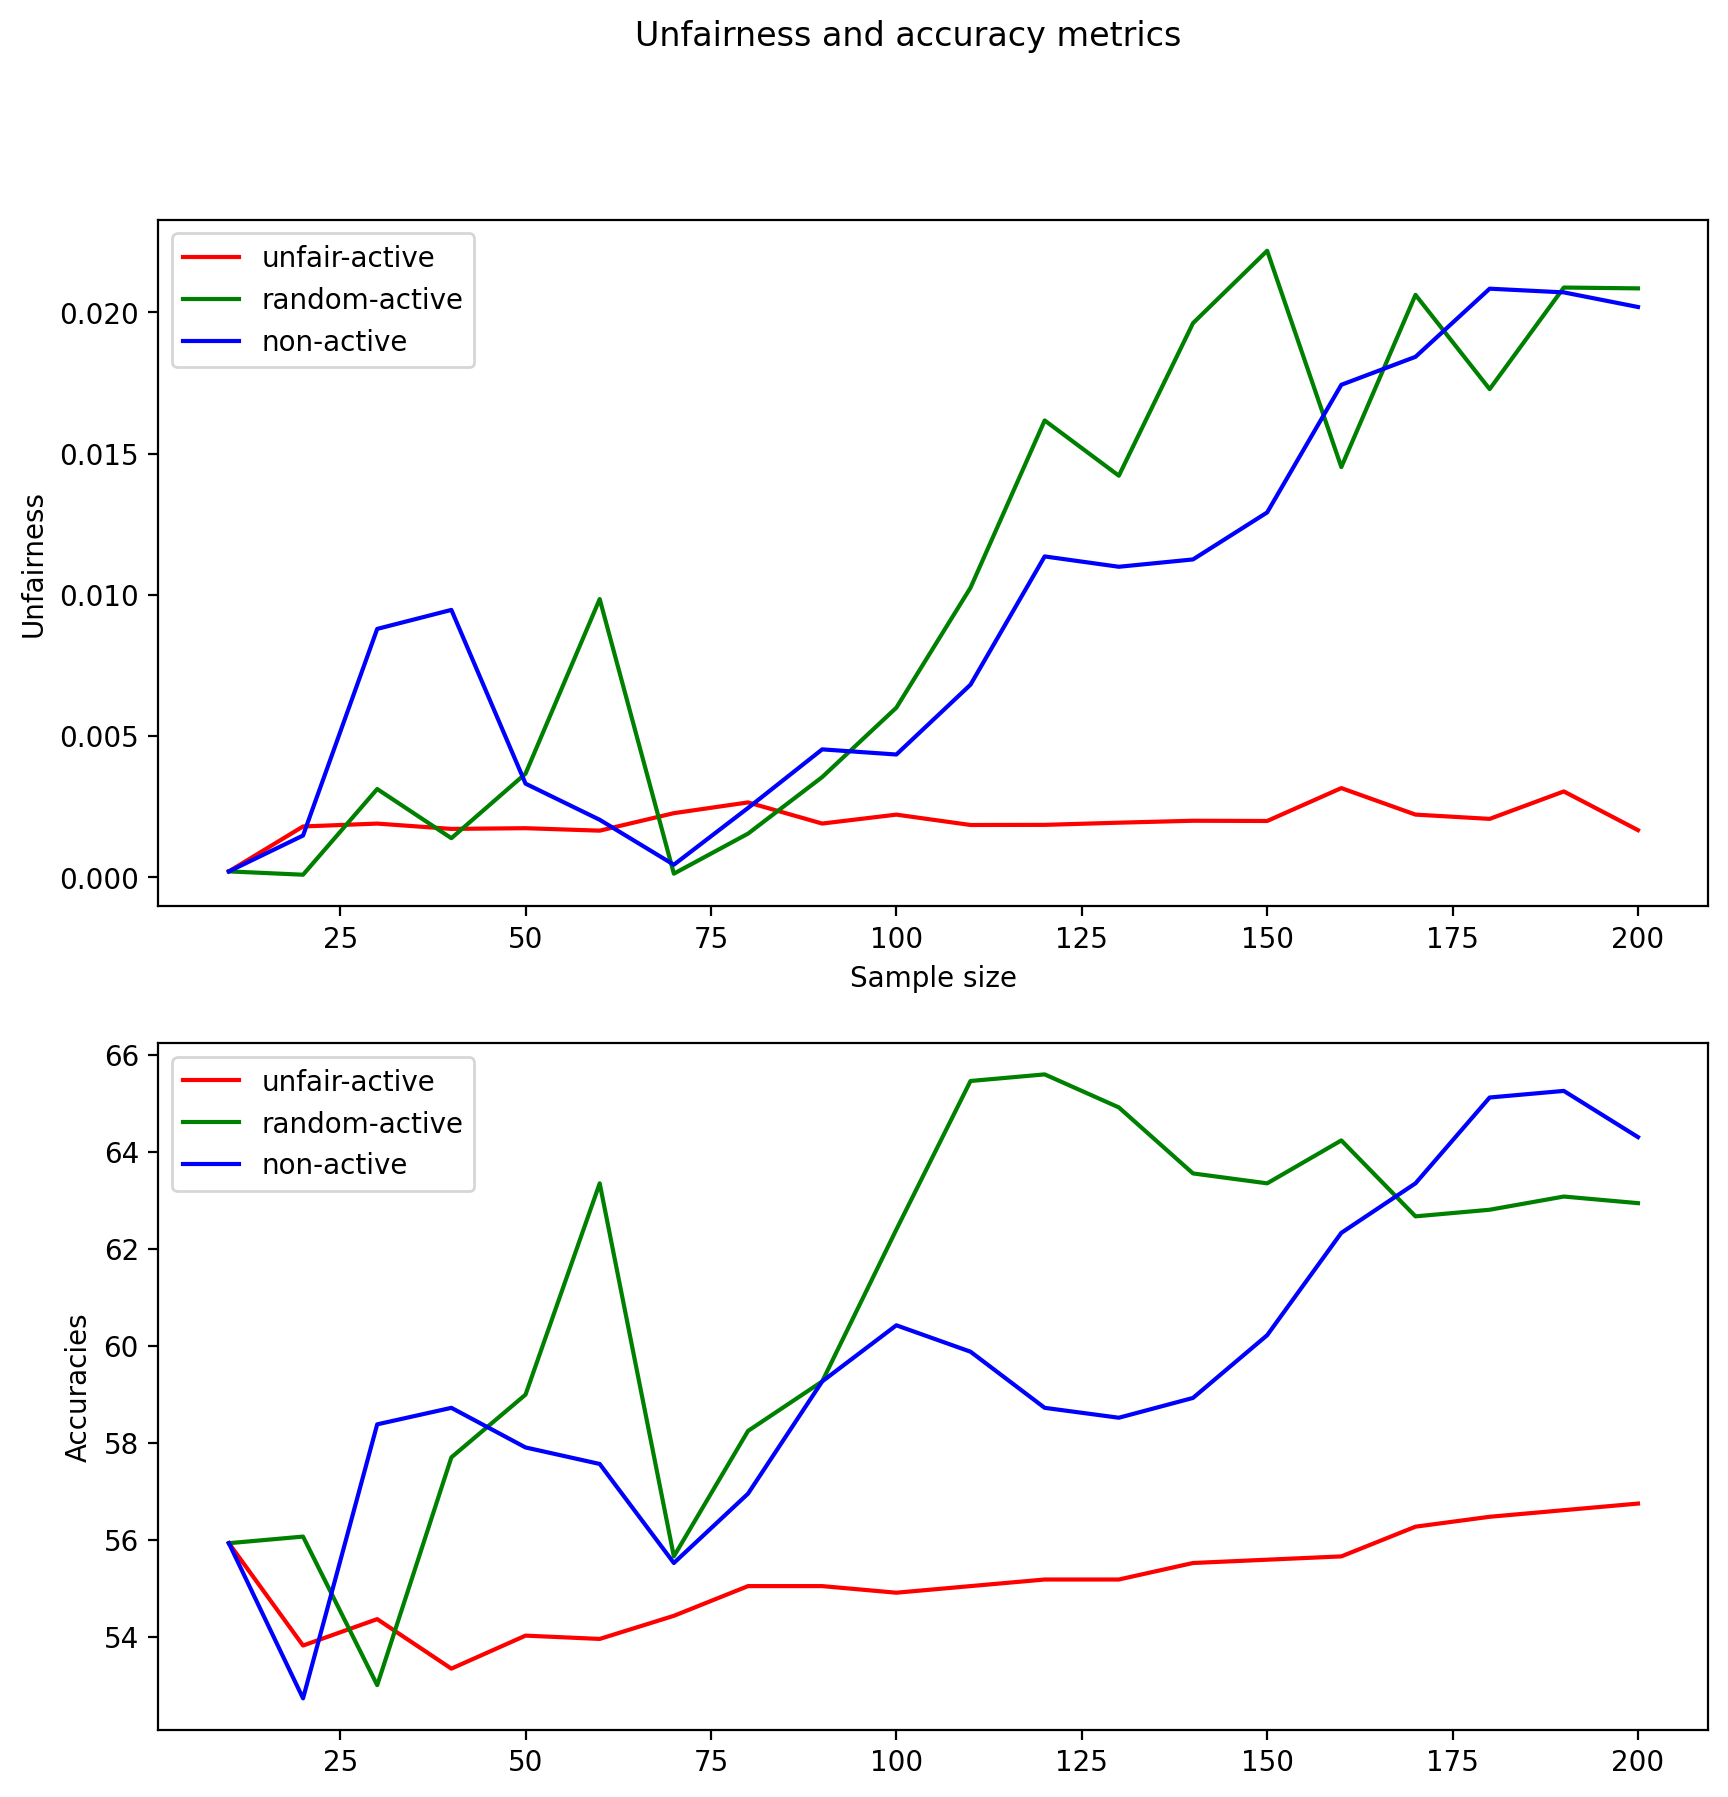 Unfairness and accuracy metrics
unfair-active
random-active
non-active
0.020
0.015
0.010
0.005
0.000
Unfairness
25 50 75 100 125 150 175 200
Sample size
unfair-active
random-active
non-active
66
64
62
60
58
56
54
Accuracies
25 50 75 100 125 150 175 200